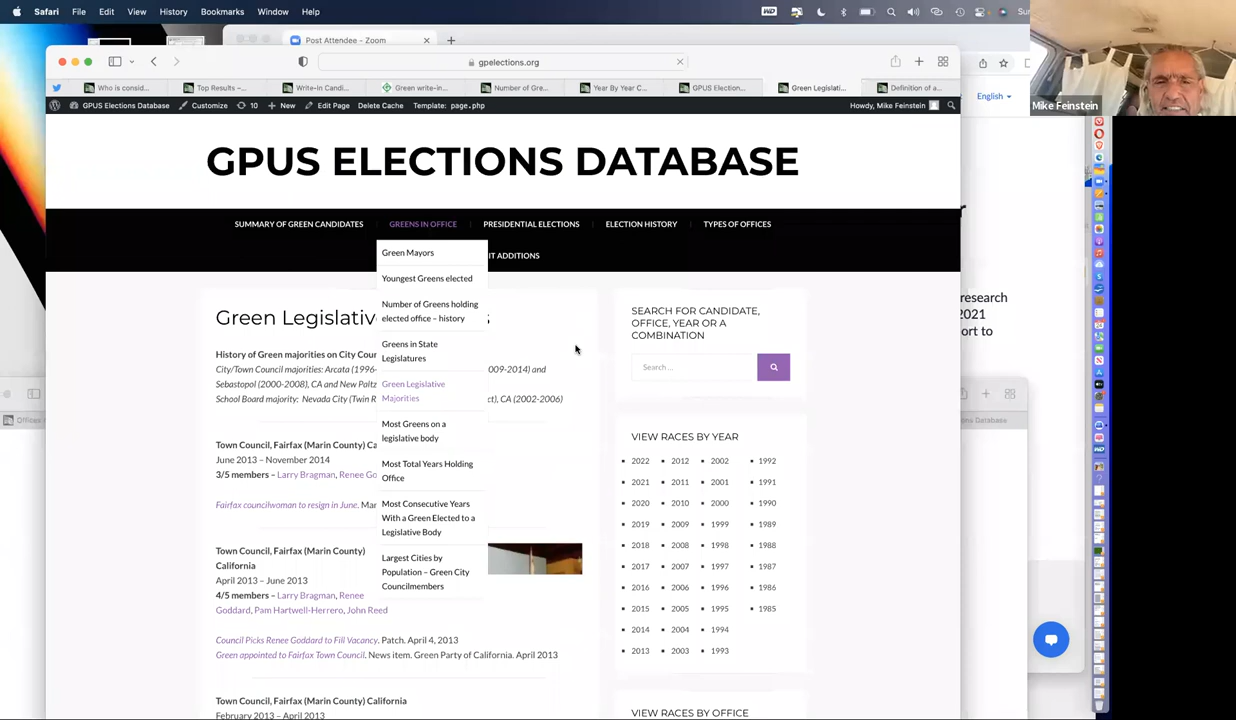 Safari File Edit View History Bookmarks Window Help
Post Attendee - Zoom
gpelections.org
Who is consid...
Top Results –...
Write-In Candi...
Green write-in...
Number of Gre...
Year By Year C...
GPUS Election...
Green Legislati...
Definition of a...
GPUS Elections Database Customize 10 New Edit Page Delete Cache Template: page.php Howdy, Mike Feinstein
Mike Feinstein
English
GPUS ELECTIONS DATABASE
SUMMARY OF GREEN CANDIDATES GREENS IN OFFICE PRESIDENTIAL ELECTIONS ELECTION HISTORY TYPES OF OFFICES
IT ADDITIONS
Green Mayors
Youngest Greens elected
Number of Greens holding
elected office – history
Greens in State
Legislatures
Green Legislative
Majorities
Most Greens on a
legislative body
Most Total Years Holding
Office
Most Consecutive Years
With a Green Elected to a
Legislative Body
Largest Cities by
Population – Green City
Councilmembers
Green Legislative
History of Green majorities on City Coun
City/Town Council majorities: Arcata (1996- 009-2014) and
Sebastopol (2000-2008), CA and New Paltz
School Board majority: Nevada City (Twin R ct), CA (2002-2006)
Town Council, Fairfax (Marin County) Ca
June 2013 – November 2014
3/5 members – Larry Bragman, Renee Go
Fairfax councilwoman to resign in June. Mar
Town Council, Fairfax (Marin County)
California
April 2013 – June 2013
4/5 members – Larry Bragman, Renee
Goddard, Pam Hartwell-Herrero, John Reed
Council Picks Renee Goddard to Fill Vacancy. Patch. April 4, 2013
Green appointed to Fairfax Town Council. News item. Green Party of California. April 2013
Town Council, Fairfax (Marin County) California
February 2013 – April 2013
SEARCH FOR CANDIDATE,
OFFICE, YEAR OR A
COMBINATION
Search ...
VIEW RACES BY YEAR
2022 2012 2002 1992
2021 2011 2001 1991
2020 2010 2000 1990
2019 2009 1999 1989
2018 2008 1998 1988
2017 2007 1997 1987
2016 2006 1996 1986
2015 2005 1995 1985
2014 2004 1994
2013 2003 1993
VIEW RACES BY OFFICE
research
2021
ort to
Offices
ns Database